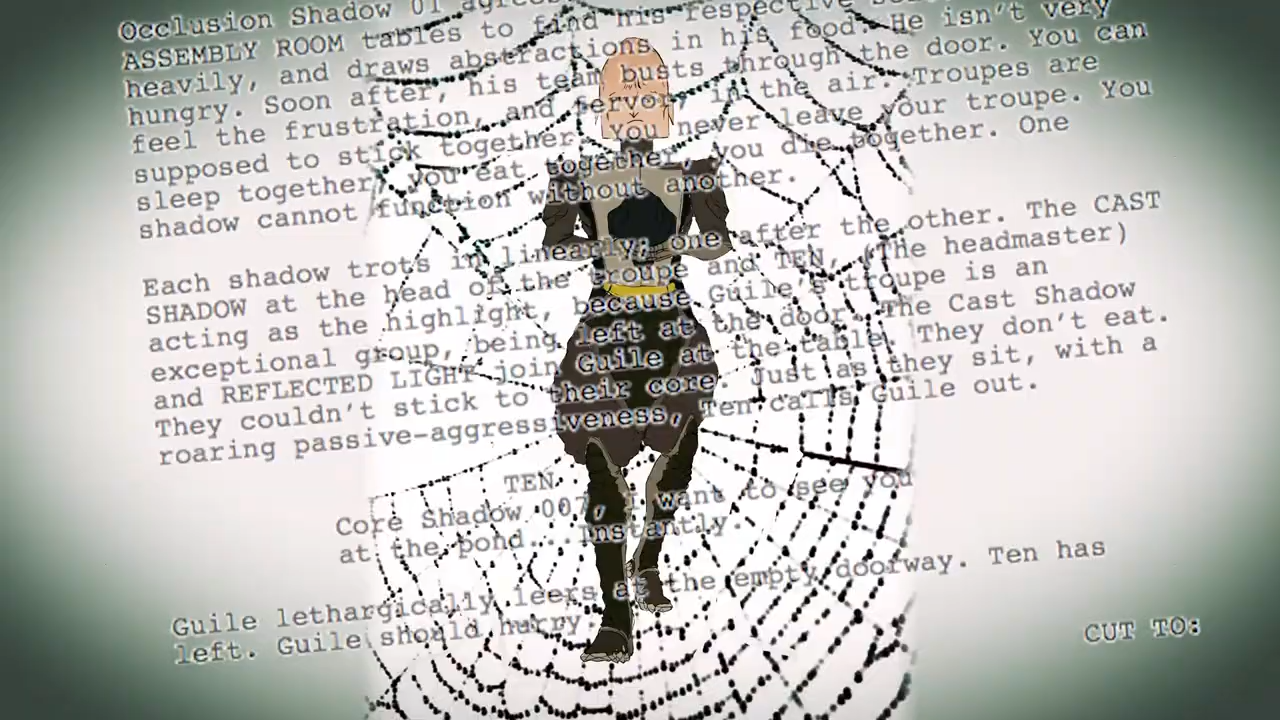 Occlusion Shadow 01
ASSEMBLY ROOM tables to find his respective
heavily, and draws abstractions in his food. He isn't very
hungry. Soon after, his team busts through the door. You can
feel the frustration, and fervor, in the air. Troupes are
supposed to stick together. You never leave your troupe. You
sleep together, you eat together, you die together. One
shadow cannot function without another.
Each shadow trots in linearly; one after the other. The CAST
SHADOW at the head of the troupe and TEN, (The headmaster)
acting as the highlight, because Guile's troupe is an
exceptional group, being left at the door. The Cast Shadow
and REFLECTED LIGHT join Guile at the table. They don't eat.
They couldn't stick to their core. Just as they sit, with a
roaring passive-aggressiveness, Ten calls Guile out.
TEN
Core Shadow 007, I want to see you
at the pond...Instantly.
Guile lethargically leers at the empty doorway. Ten has
left. Guile should hurry.
CUT TO: